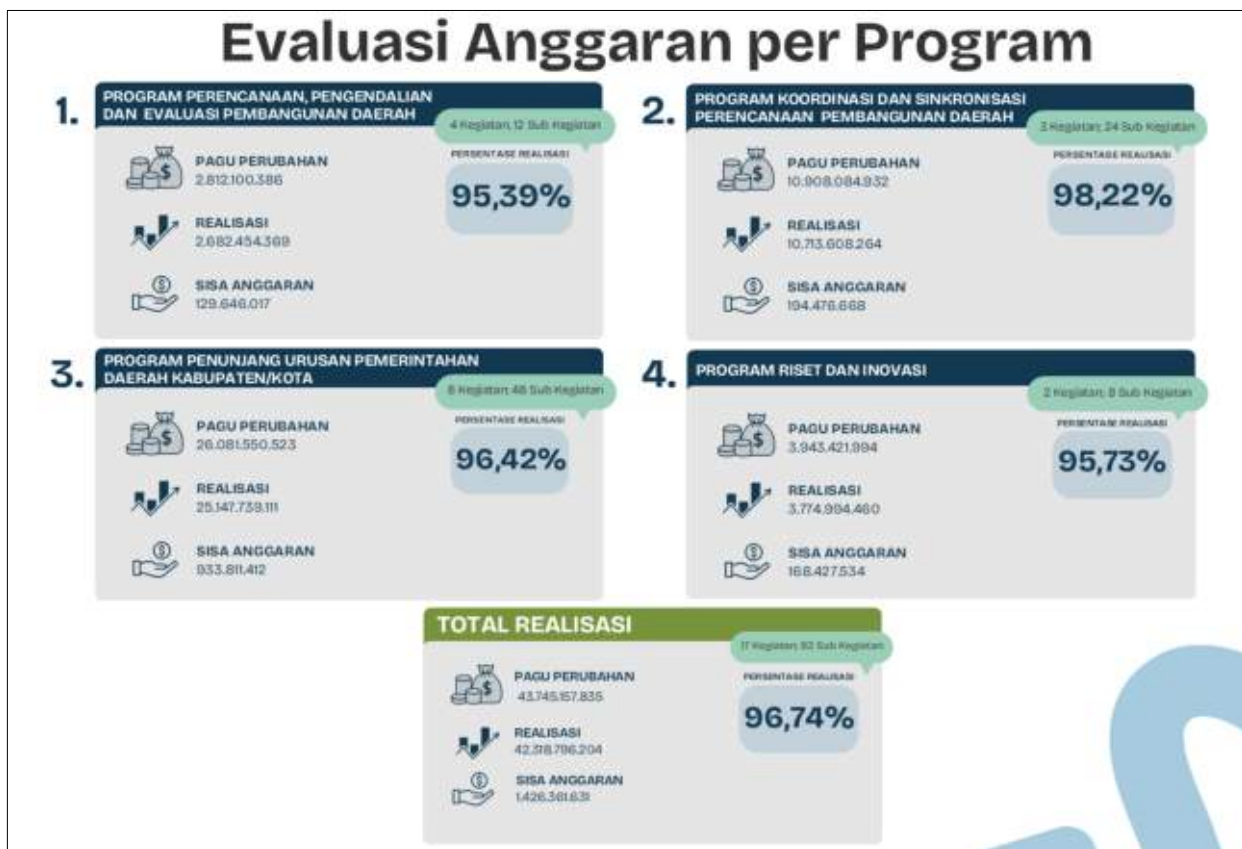 Evaluasi Anggaran per Program
1.
PROGRAM PERENCANAAN, PENGENDALIAN
DAN EVALUASI PEMBANGUNAN DAERAH
4 Kegiatan; 12 Sub Kegiatan
PERSENTASE REALISASI
95,39%
PAGU PERUBAHAN
2.812.100.386
REALISASI
2.682.454.369
SISA ANGGARAN
129.646.017
2.
PROGRAM KOORDINASI DAN SINKRONISASI
PERENCANAAN PEMBANGUNAN DAERAH
3 Kegiatan; 24 Sub Kegiatan
PERSENTASE REALISASI
98,22%
PAGU PERUBAHAN
10.908.084.932
REALISASI
10.713.608.264
SISA ANGGARAN
194.476.668
3.
PROGRAM PENUNJANG URUSAN PEMERINTAHAN
DAERAH KABUPATEN/KOTA
8 Kegiatan; 48 Sub Kegiatan
PERSENTASE REALISASI
96,42%
PAGU PERUBAHAN
26.081.550.523
REALISASI
25.147.739.111
SISA ANGGARAN
933.811.412
4.
PROGRAM RISET DAN INOVASI
2 Kegiatan; 8 Sub Kegiatan
PERSENTASE REALISASI
95,73%
PAGU PERUBAHAN
3.943.421.994
REALISASI
3.774.994.460
SISA ANGGARAN
168.427.534
TOTAL REALISASI
17 Kegiatan; 92 Sub Kegiatan
PERSENTASE REALISASI
96,74%
PAGU PERUBAHAN
43.745.157.835
REALISASI
42.318.796.204
SISA ANGGARAN
1.426.361.631